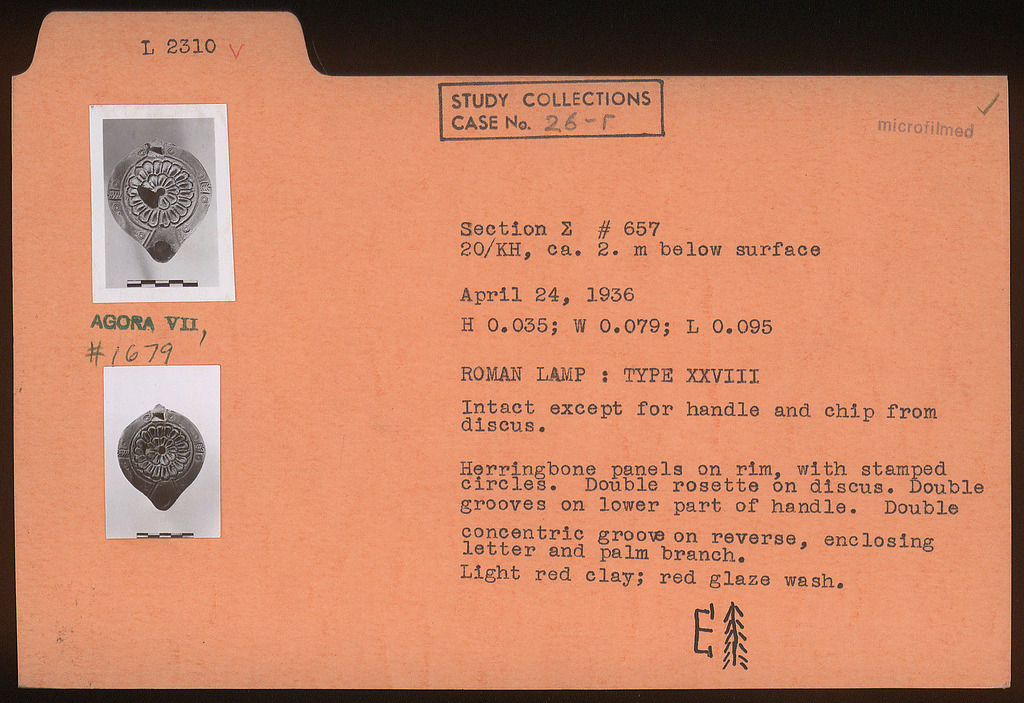 L 2310 V
STUDY COLLECTIONS
CASE No. 26-Γ
microfilmed
AGORA VII,
#1679
Section Σ # 657
20/KH, ca. 2. m below surface
April 24, 1936
H 0.035; W 0.079; L 0.095
ROMAN LAMP : TYPE XXVIII
Intact except for handle and chip from
discus.
Herringbone panels on rim, with stamped
circles. Double rosette on discus. Double
grooves on lower part of handle. Double
concentric groove on reverse, enclosing
letter and palm branch.
Light red clay; red glaze wash.
E